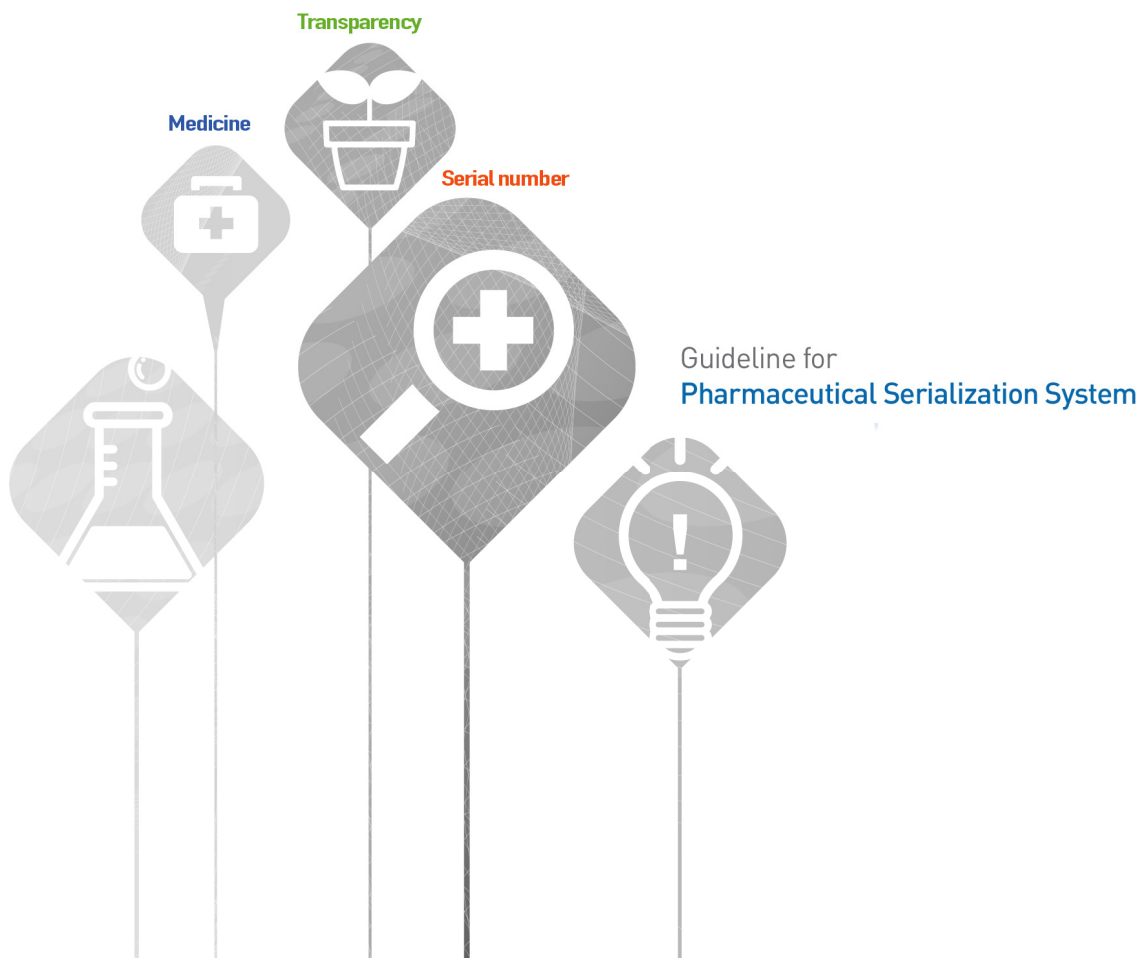 Transparency
Medicine
Serial number
Guideline for
Pharmaceutical Serialization System
!